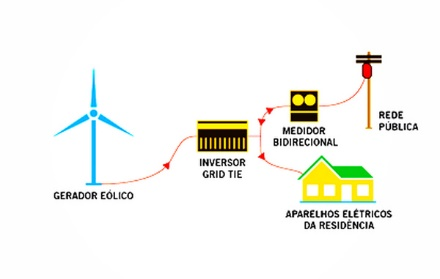 GERADOR EÓLICO
INVERSOR
GRID TIE
MEDIDOR
BIDIRECIONAL
REDE
PÚBLICA
APARELHOS ELÉTRICOS
DA RESIDÊNCIA